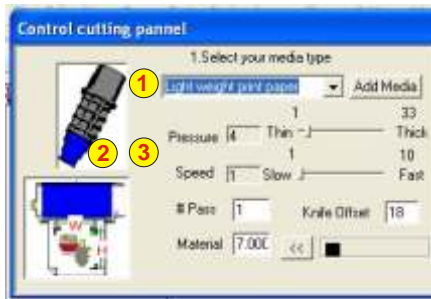 Control cutting pannel
1.Select your media type
1 Light weight print paper Add Media
1 33
Pressure 4 Thin Thick
2 3
1 10
Speed 1 Slow Fast
# Pass 1 Knife Offset 18
W
H
Material 7.000 <<